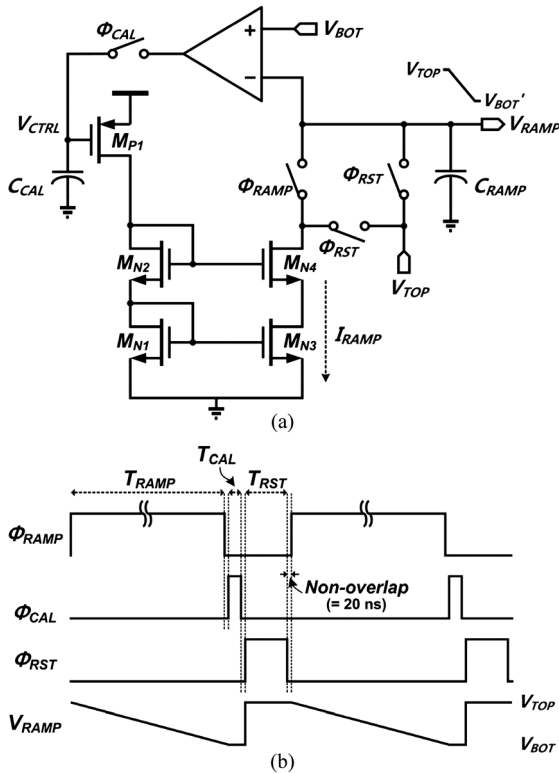 Φ_CAL
+
V_BOT
−
V_TOP
V_BOT'
V_CTRL
M_P1
V_RAMP
C_CAL
Φ_RAMP
Φ_RST
C_RAMP
Φ_RST
M_N2
M_N4
V_TOP
M_N1
M_N3
I_RAMP
(a)
T_CAL
T_RAMP
T_RST
Φ_RAMP
Non-overlap
(= 20 ns)
Φ_CAL
Φ_RST
V_TOP
V_RAMP
V_BOT
(b)